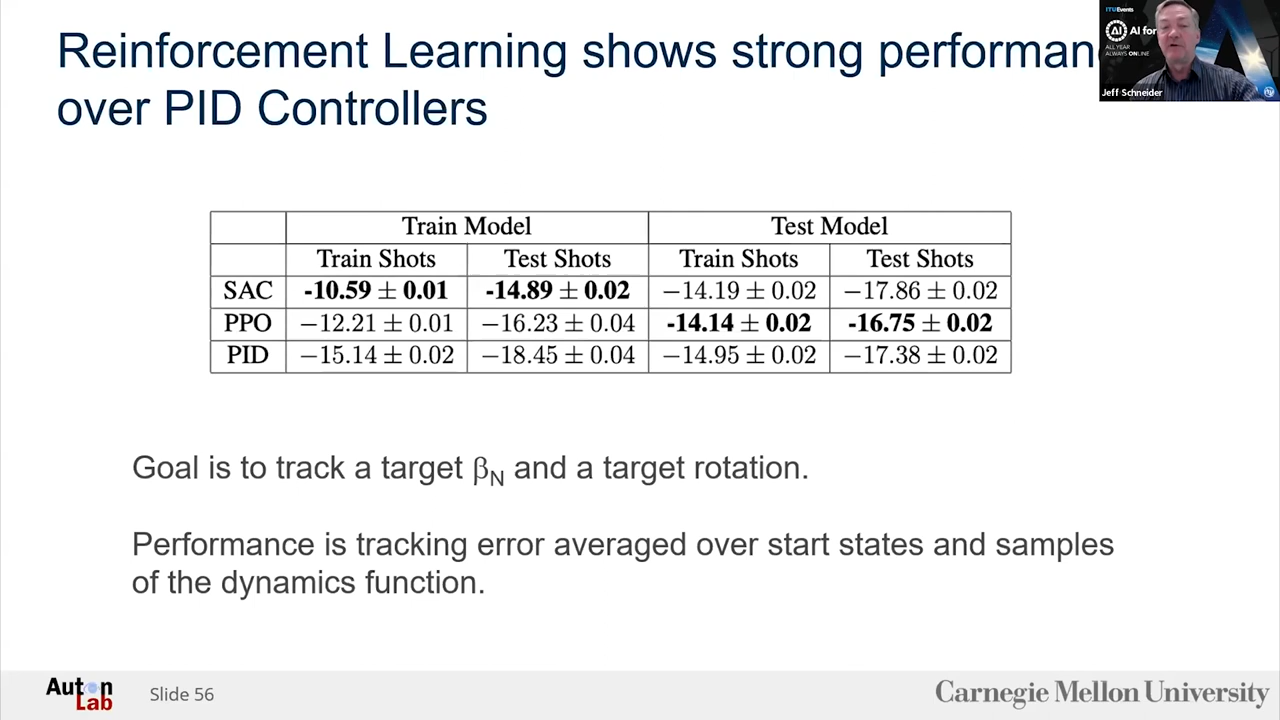 Reinforcement Learning shows strong performan
over PID Controllers
ITUEvents
AI AI for
ALL YEAR
ALWAYS ONLINE
Jeff Schneider
Train Model Test Model
Train Shots Test Shots Train Shots Test Shots
SAC -10.59 ± 0.01 -14.89 ± 0.02 −14.19 ± 0.02 −17.86 ± 0.02
PPO −12.21 ± 0.01 −16.23 ± 0.04 -14.14 ± 0.02 -16.75 ± 0.02
PID −15.14 ± 0.02 −18.45 ± 0.04 −14.95 ± 0.02 −17.38 ± 0.02
Goal is to track a target βN and a target rotation.
Performance is tracking error averaged over start states and samples
of the dynamics function.
Auton
Lab
Slide 56
Carnegie Mellon University